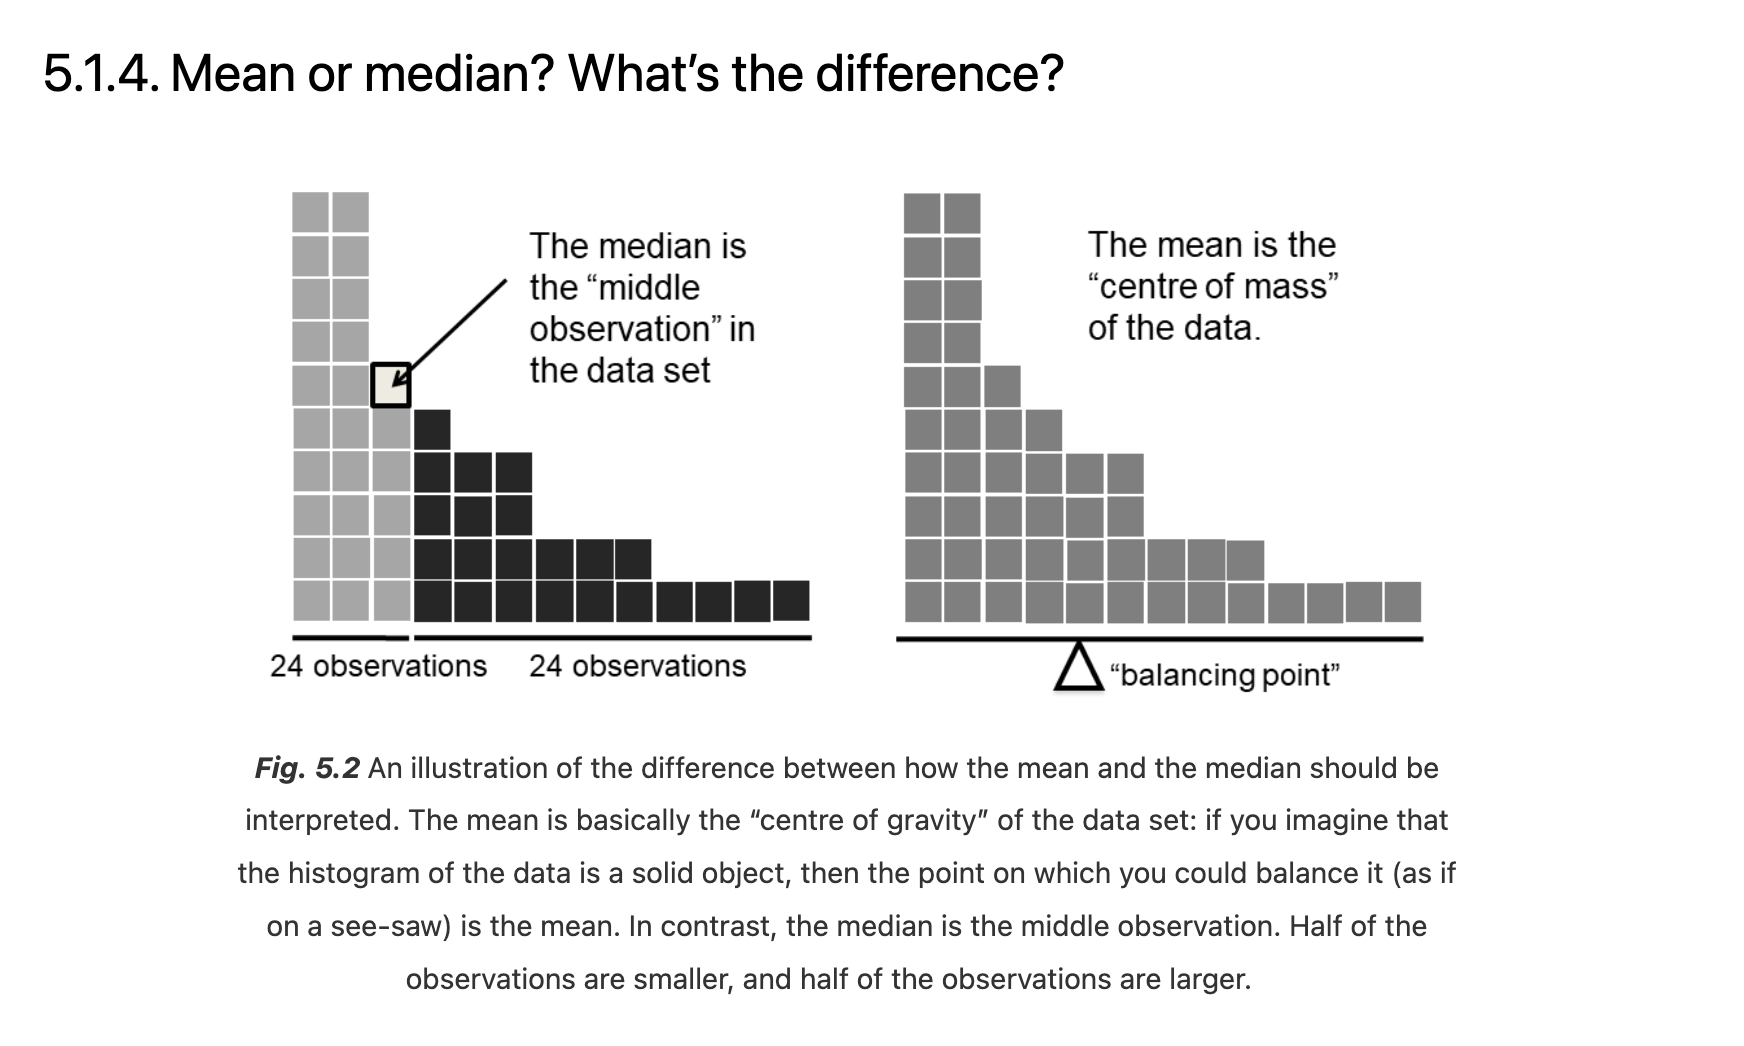 5.1.4. Mean or median? What’s the difference?
The median is
the “middle
observation” in
the data set
24 observations
24 observations
The mean is the
“centre of mass”
of the data.
“balancing point”
Fig. 5.2 An illustration of the difference between how the mean and the median should be
interpreted. The mean is basically the “centre of gravity” of the data set: if you imagine that
the histogram of the data is a solid object, then the point on which you could balance it (as if
on a see-saw) is the mean. In contrast, the median is the middle observation. Half of the
observations are smaller, and half of the observations are larger.